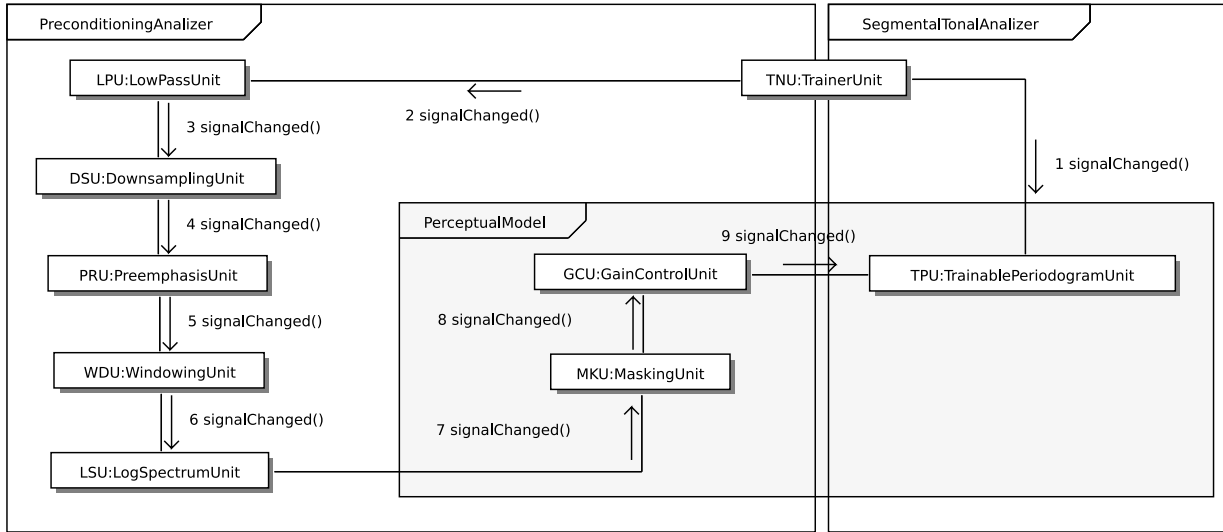 PreconditioningAnalizer
SegmentalTonalAnalizer
LPU:LowPassUnit
TNU:TrainerUnit
2 signalChanged()
3 signalChanged()
1 signalChanged()
DSU:DownsamplingUnit
4 signalChanged()
PerceptualModel
9 signalChanged()
PRU:PreemphasisUnit
GCU:GainControlUnit
TPU:TrainablePeriodogramUnit
5 signalChanged()
8 signalChanged()
WDU:WindowingUnit
MKU:MaskingUnit
6 signalChanged()
7 signalChanged()
LSU:LogSpectrumUnit